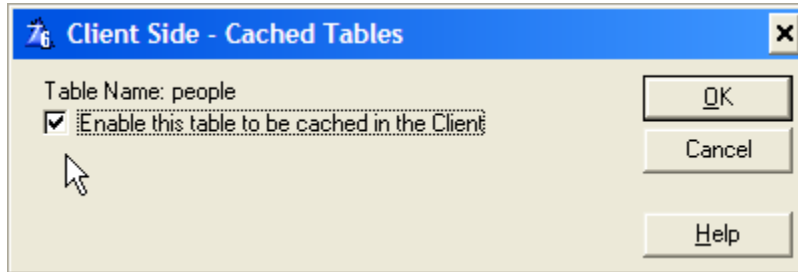 Client Side - Cached Tables
Table Name: people
Enable this table to be cached in the Client
OK
Cancel
Help